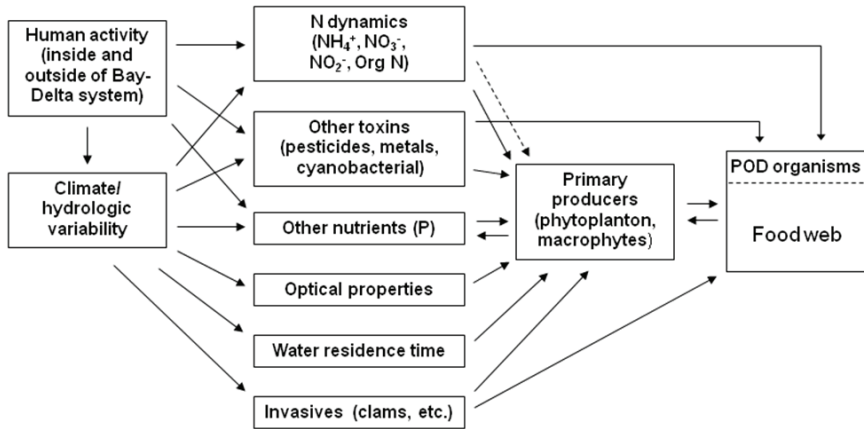 Human activity
(inside and
outside of Bay-
Delta system)
Climate/
hydrologic
variability
N dynamics
(NH₄⁺, NO₃⁻,
NO₂⁻, Org N)
Other toxins
(pesticides, metals,
cyanobacterial)
Other nutrients (P)
Optical properties
Water residence time
Invasives (clams, etc.)
Primary
producers
(phytoplanton,
macrophytes)
POD organisms
Food web